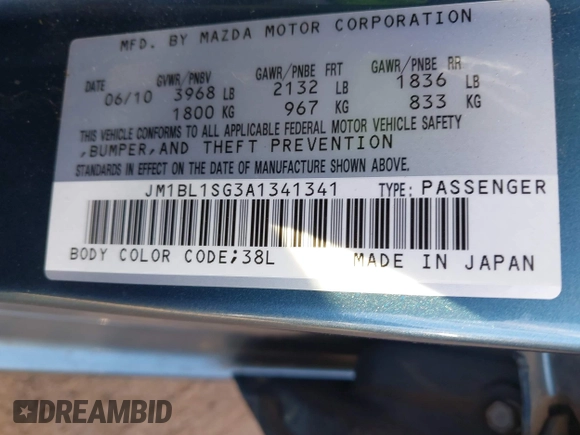 MFD. BY MAZDA MOTOR CORPORATION
DATE GVWR/PNBV GAWR/PNBE FRT GAWR/PNBE RR
06/10 3968 LB 2132 LB 1836 LB
1800 KG 967 KG 833 KG
THIS VEHICLE CONFORMS TO ALL APPLICABLE FEDERAL MOTOR VEHICLE SAFETY
,BUMPER,AND THEFT PREVENTION
STANDARDS IN EFFECT ON THE DATE OF MANUFACTURE SHOWN ABOVE.
JM1BL1SG3A1341341 TYPE: PASSENGER
BODY COLOR CODE;38L MADE IN JAPAN
DREAMBID